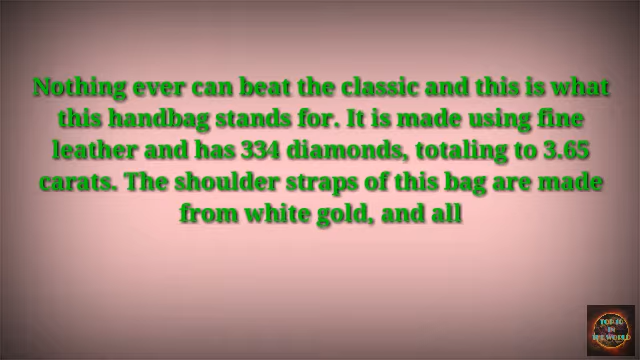 Nothing ever can beat the classic and this is what
this handbag stands for. It is made using fine
leather and has 334 diamonds, totaling to 3.65
carats. The shoulder straps of this bag are made
from white gold, and all
IN